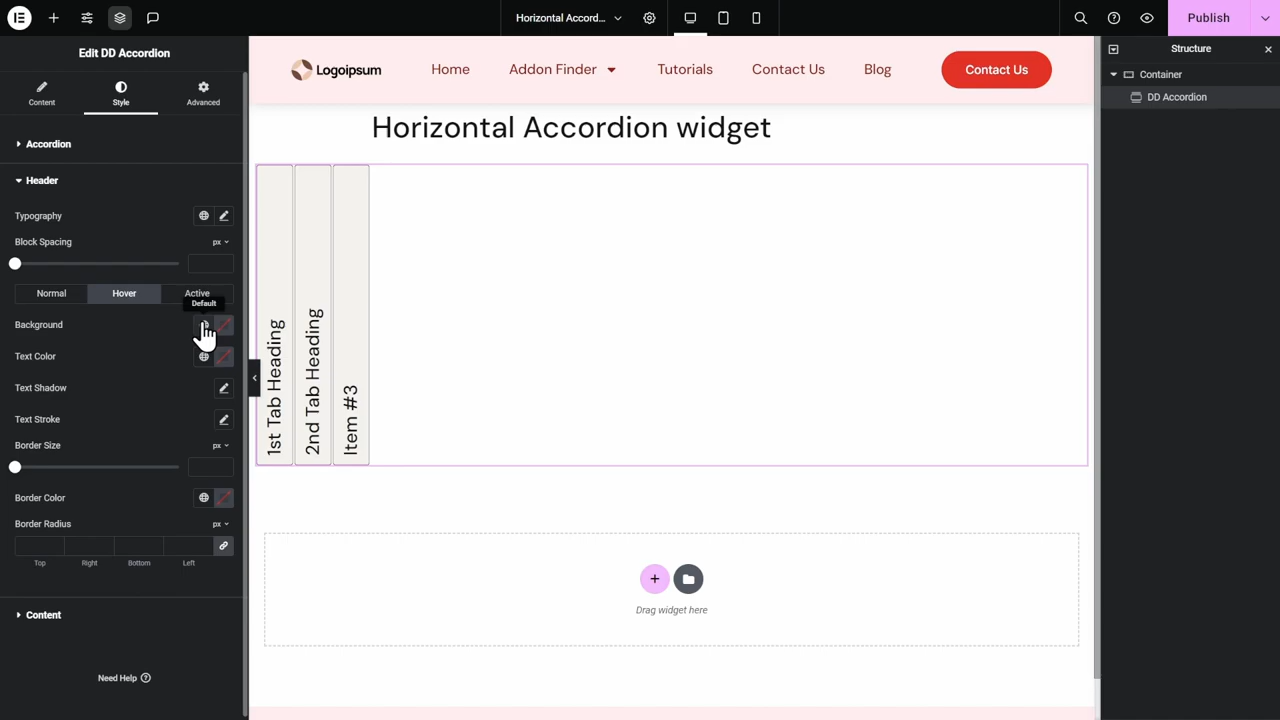 Horizontal Accord...
Publish
Edit DD Accordion
Content
Style
Advanced
Accordion
Header
Typography
Block Spacing
px
Normal
Hover
Active
Default
Background
Text Color
Text Shadow
Text Stroke
Border Size
px
Border Color
Border Radius
px
Top
Right
Bottom
Left
Content
Need Help
Logoipsum
Home
Addon Finder
Tutorials
Contact Us
Blog
Contact Us
Horizontal Accordion widget
1st Tab Heading
2nd Tab Heading
Item #3
Drag widget here
Structure
Container
DD Accordion